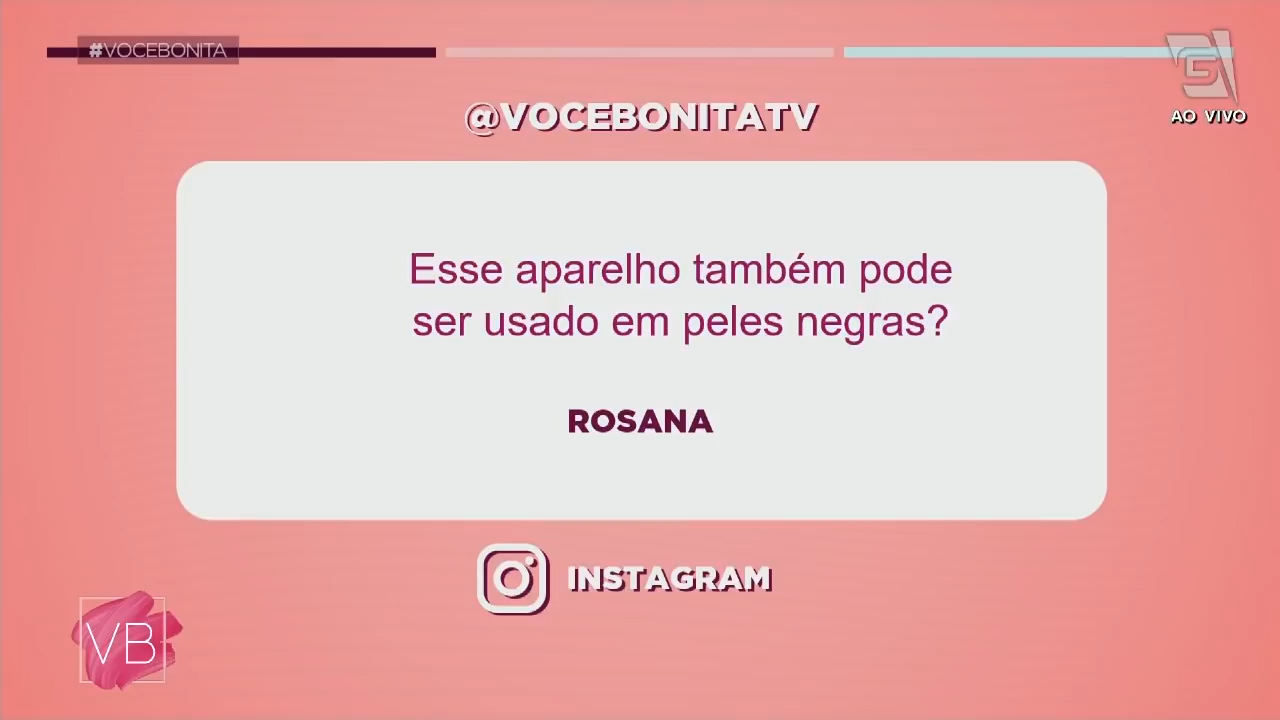 #VOCEBONITA
AO VIVO
@VOCEBONITATV
Esse aparelho também pode
ser usado em peles negras?
ROSANA
INSTAGRAM
VB